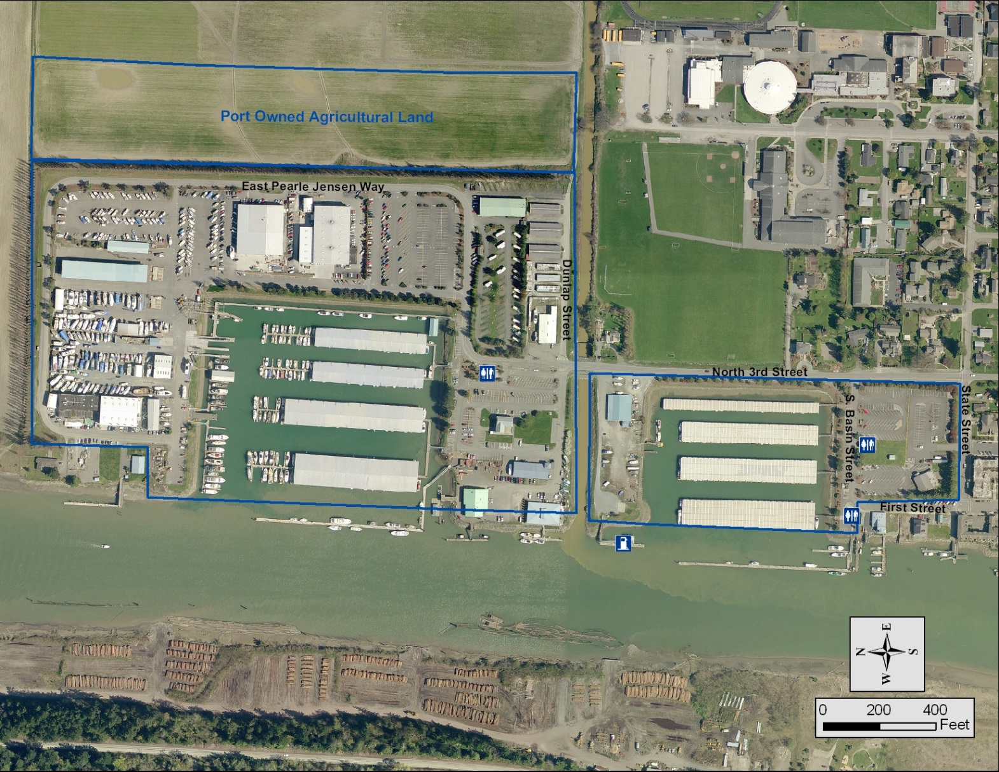 Port Owned Agricultural Land
East Pearle Jensen Way
Dunlap Street
North 3rd Street
S. Basin Street
State Street
First Street
E
N
S
W
0 200 400
Feet